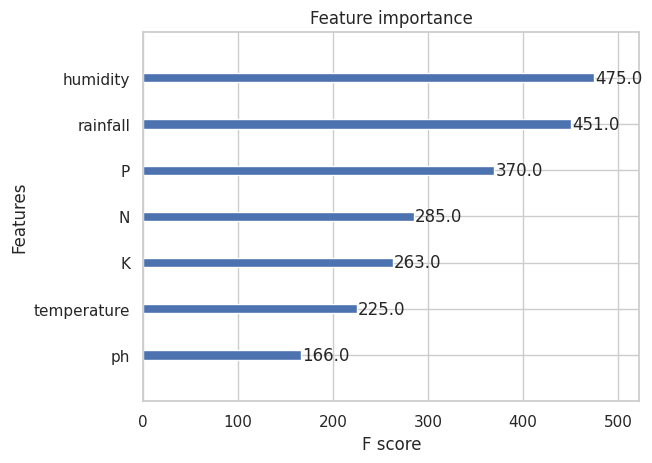 Feature importance
Features
humidity 475.0
rainfall 451.0
P 370.0
N 285.0
K 263.0
temperature 225.0
ph 166.0
0 100 200 300 400 500
F score